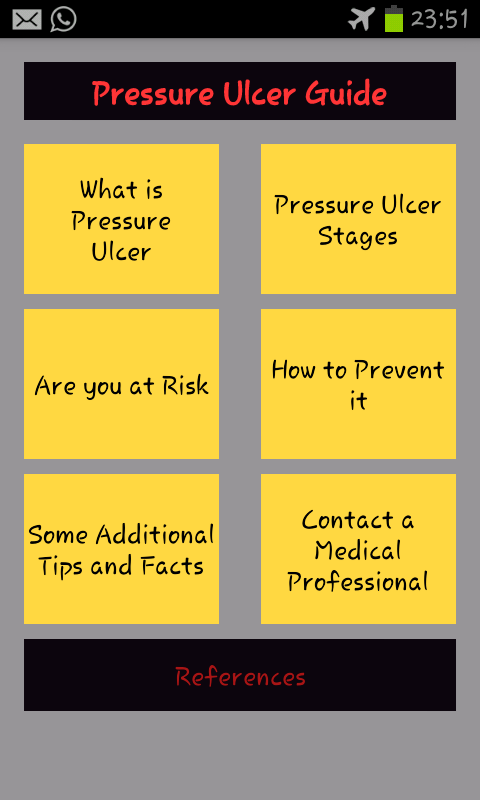 23:51
Pressure Ulcer Guide
What is
Pressure
Ulcer
Pressure Ulcer
Stages
Are you at Risk
How to Prevent
it
Some Additional
Tips and Facts
Contact a
Medical
Professional
References